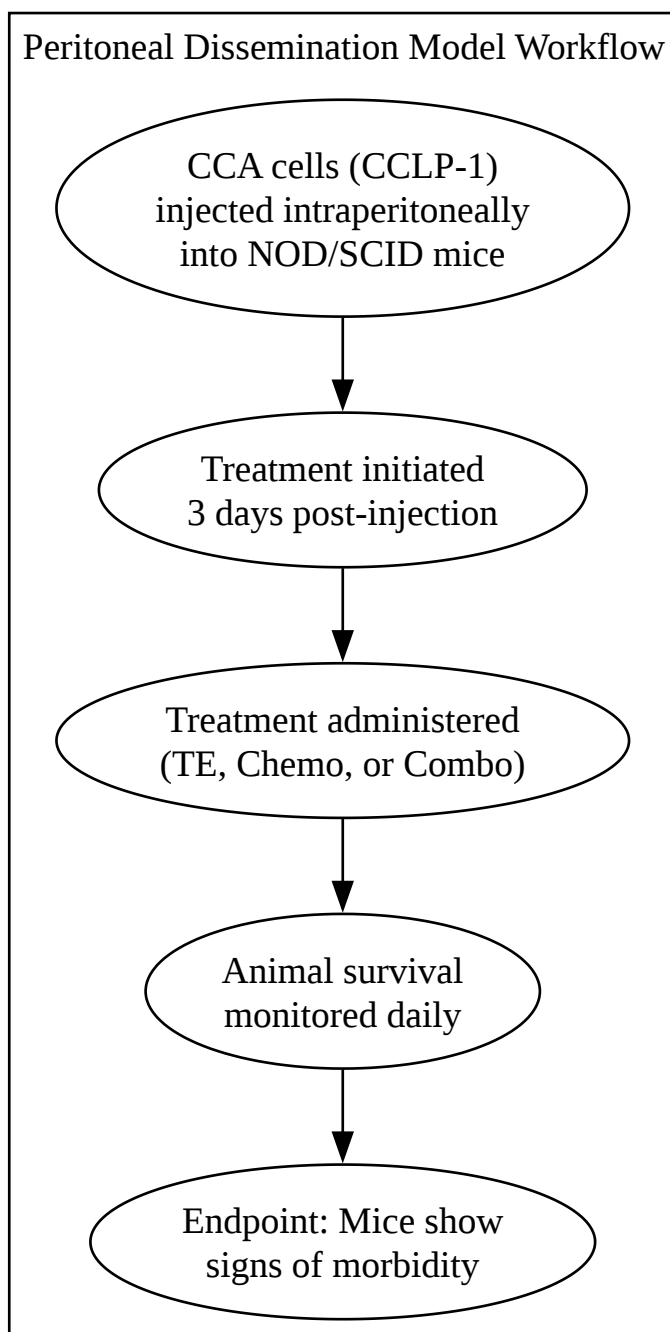 Peritoneal Dissemination Model Workflow
CCA cells (CCLP-1)
injected intraperitoneally
into NOD/SCID mice
Treatment initiated
3 days post-injection
Treatment administered
(TE, Chemo, or Combo)
Animal survival
monitored daily
Endpoint: Mice show
signs of morbidity